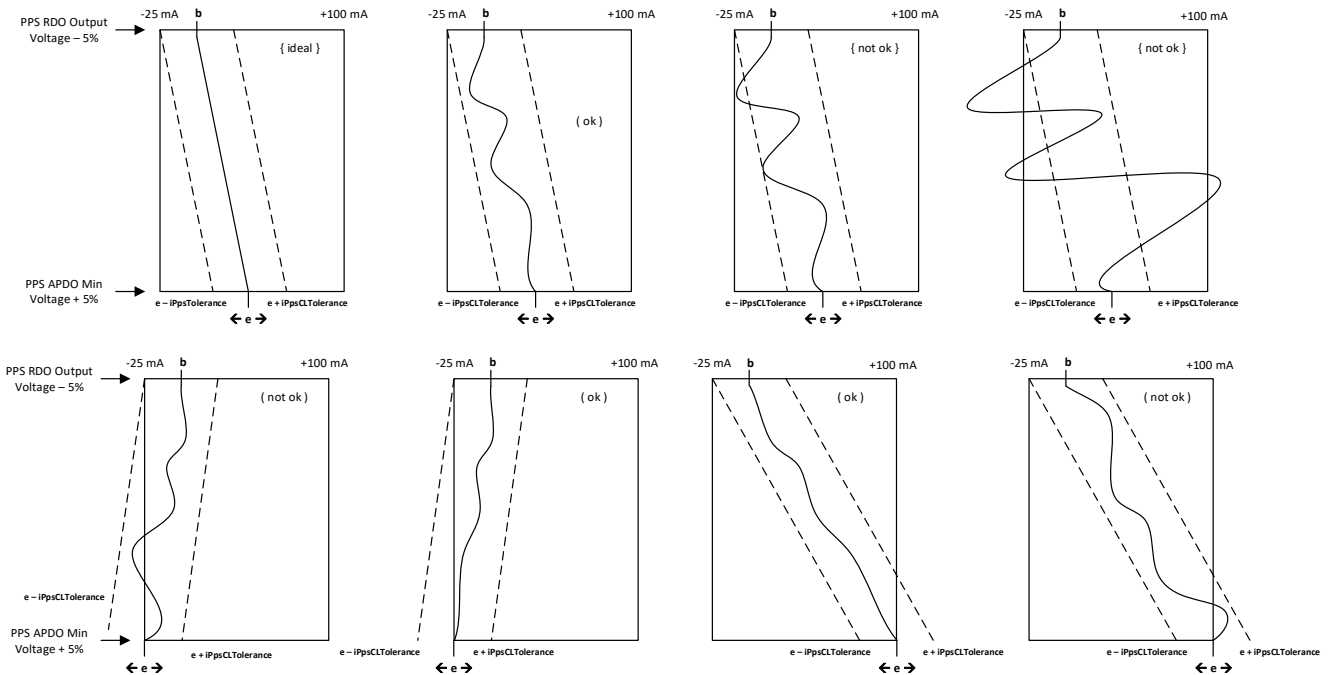 -25 mA b +100 mA -25 mA b +100 mA -25 mA b +100 mA -25 mA b +100 mA
PPS RDO Output
Voltage – 5%
{ ideal }
( ok )
{ not ok }
{ not ok }
PPS APDO Min
Voltage + 5%
e – iPpsTolerance e + iPpsCLTolerance e – iPpsCLTolerance e + iPpsCLTolerance e – iPpsCLTolerance e + iPpsCLTolerance e – iPpsCLTolerance e + iPpsCLTolerance
e e e e
-25 mA b +100 mA -25 mA b +100 mA -25 mA b +100 mA -25 mA b +100 mA
PPS RDO Output
Voltage – 5%
( not ok ) ( ok ) ( ok ) ( not ok )
e – iPpsCLTolerance
PPS APDO Min
Voltage + 5%
e + iPpsCLTolerance e – iPpsCLTolerance e + iPpsCLTolerance e – iPpsCLTolerance e + iPpsCLTolerance e – iPpsCLTolerance e + iPpsCLTolerance
e e e e